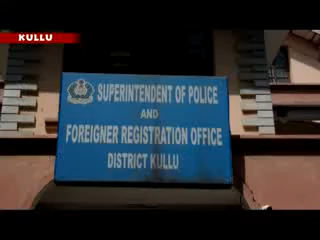 KULLU
SUPERINTENDENT OF POLICE
AND
FOREIGNER REGISTRATION OFFICE
DISTRICT KULLU